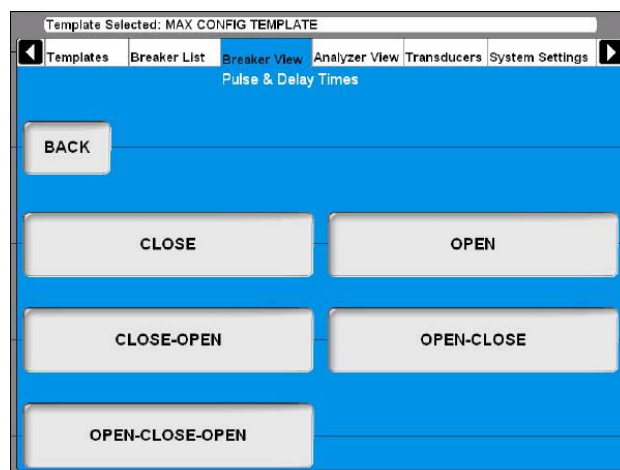 Template Selected: MAX CONFIG TEMPLATE
Templates Breaker List Breaker View Analyzer View Transducers System Settings
Pulse & Delay Times
BACK
CLOSE OPEN
CLOSE-OPEN OPEN-CLOSE
OPEN-CLOSE-OPEN